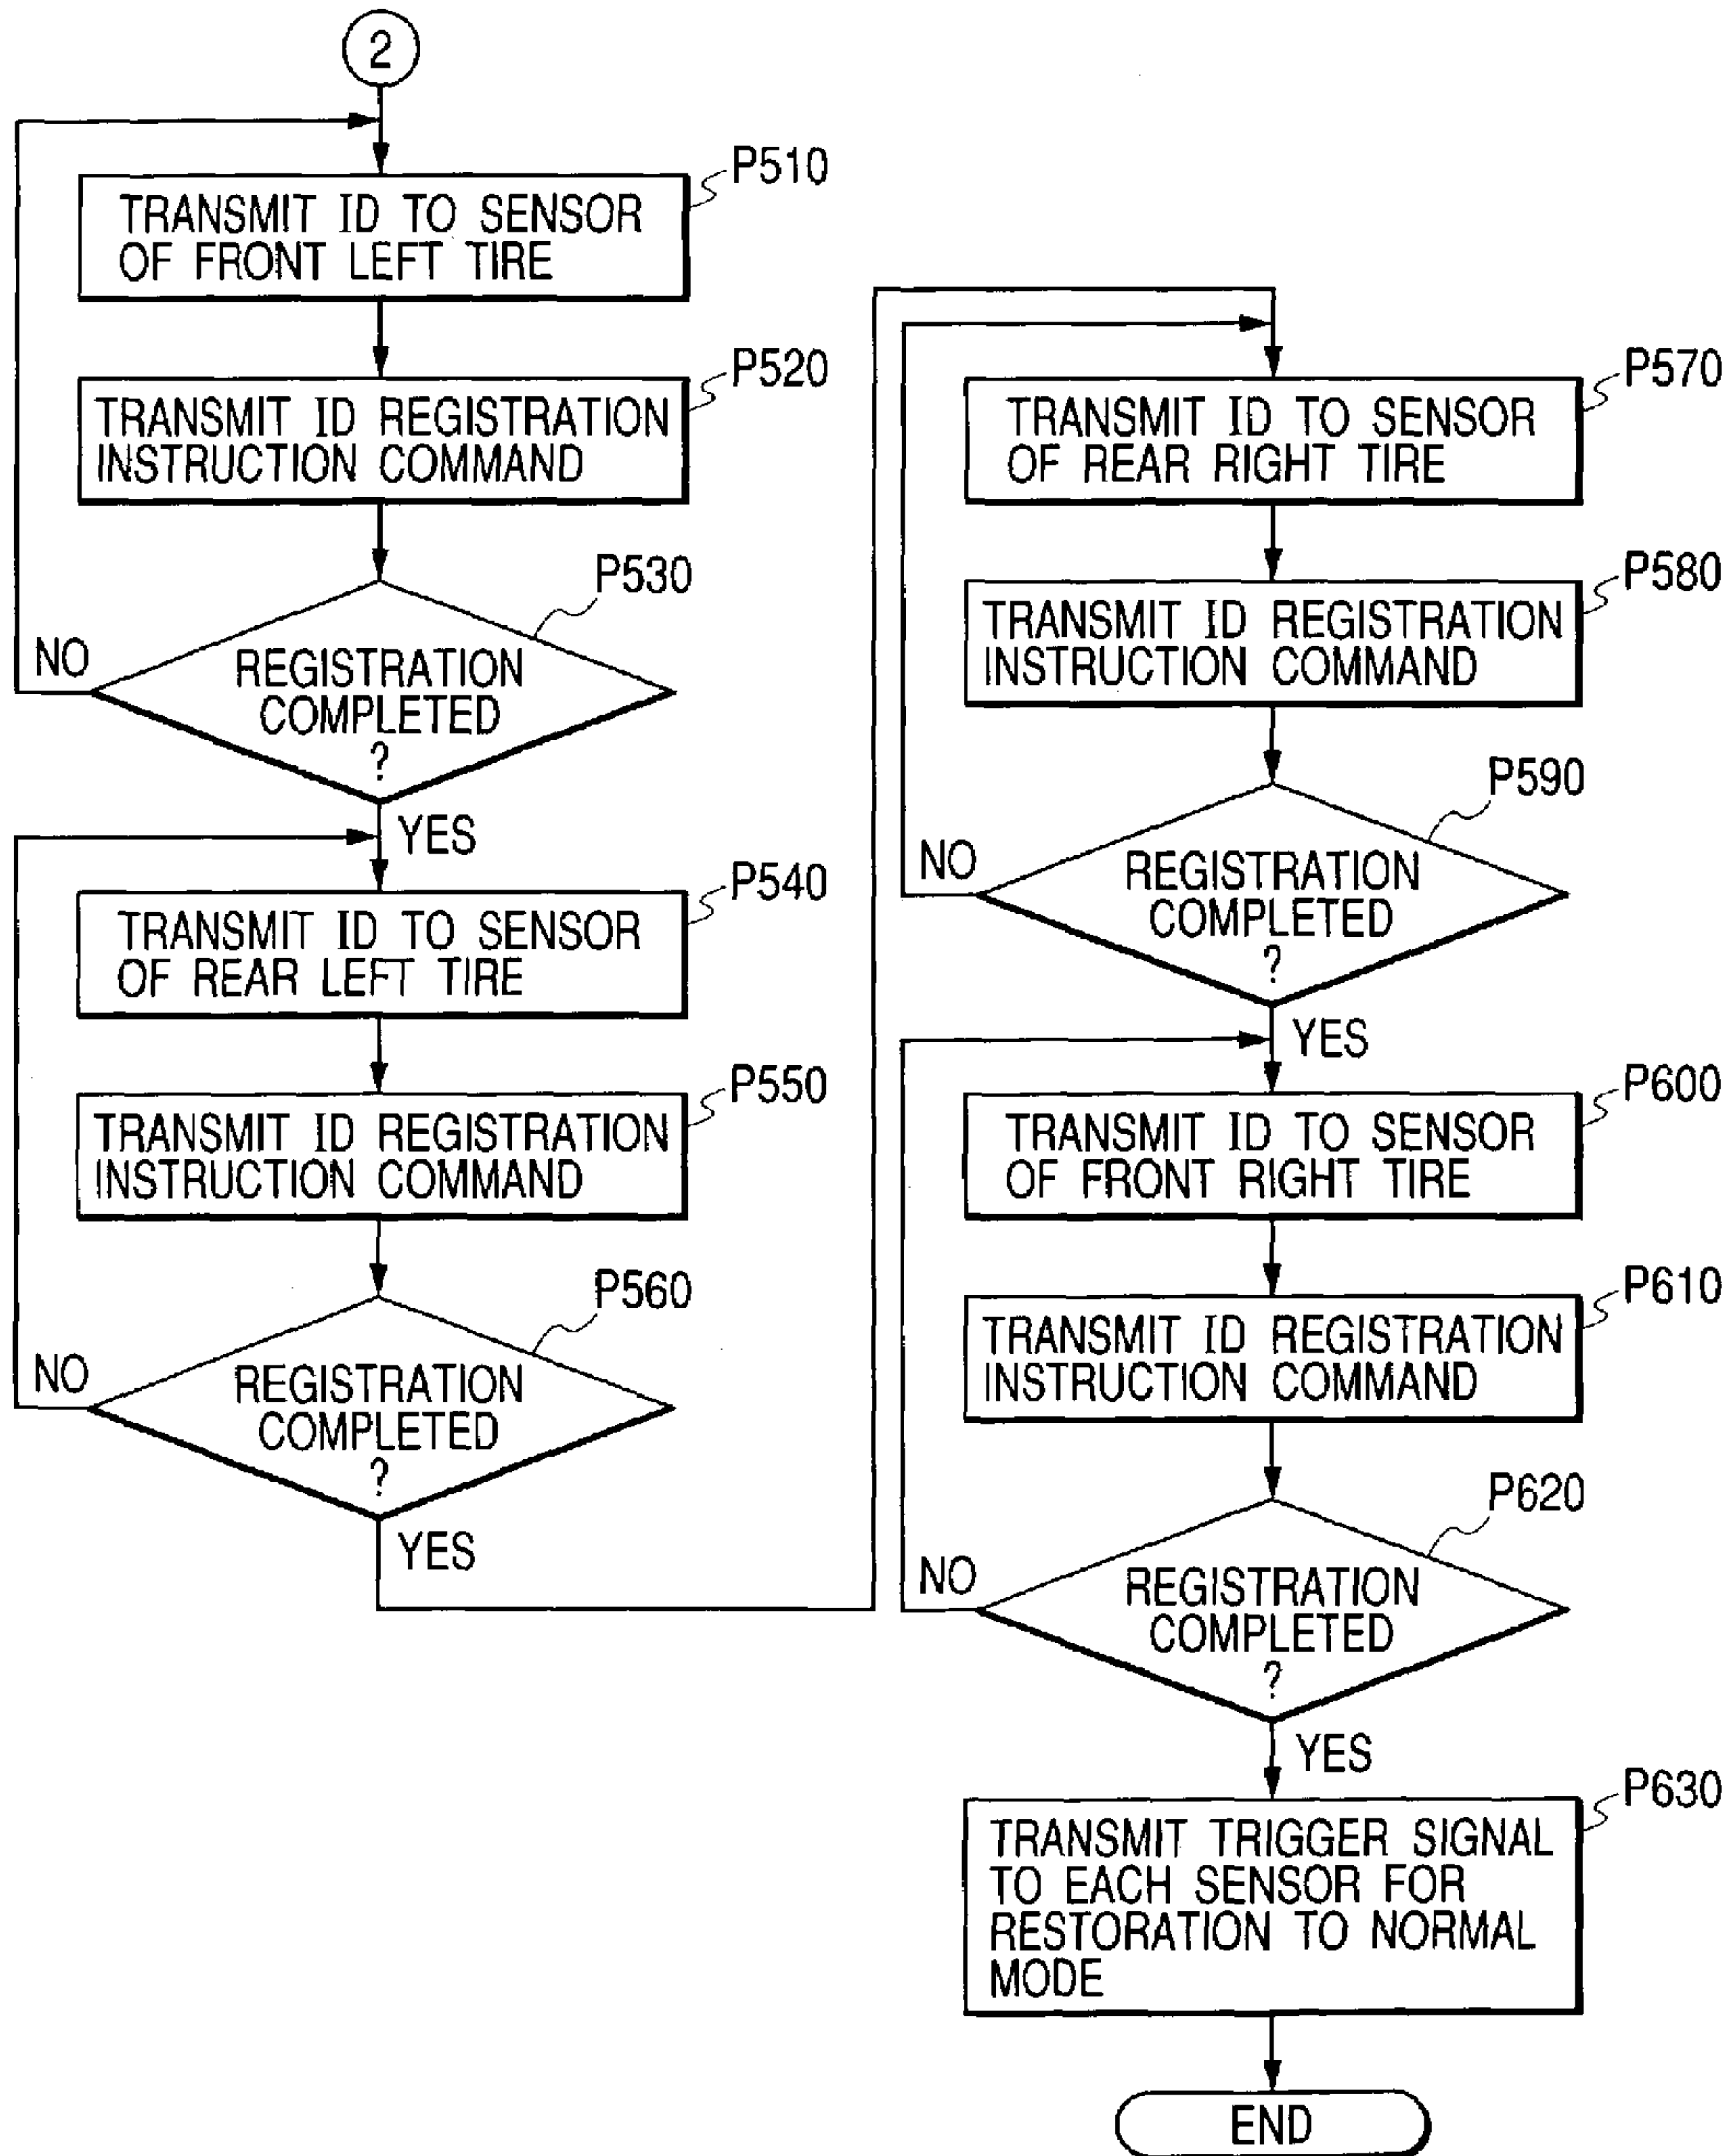 2
P510
TRANSMIT ID TO SENSOR
OF FRONT LEFT TIRE
P520
TRANSMIT ID REGISTRATION
INSTRUCTION COMMAND
P530
NO
REGISTRATION
COMPLETED
?
YES
P540
TRANSMIT ID TO SENSOR
OF REAR LEFT TIRE
P550
TRANSMIT ID REGISTRATION
INSTRUCTION COMMAND
P560
NO
REGISTRATION
COMPLETED
?
YES
P570
TRANSMIT ID TO SENSOR
OF REAR RIGHT TIRE
P580
TRANSMIT ID REGISTRATION
INSTRUCTION COMMAND
P590
NO
REGISTRATION
COMPLETED
?
YES
P600
TRANSMIT ID TO SENSOR
OF FRONT RIGHT TIRE
P610
TRANSMIT ID REGISTRATION
INSTRUCTION COMMAND
P620
NO
REGISTRATION
COMPLETED
?
YES
P630
TRANSMIT TRIGGER SIGNAL
TO EACH SENSOR FOR
RESTORATION TO NORMAL
MODE
END